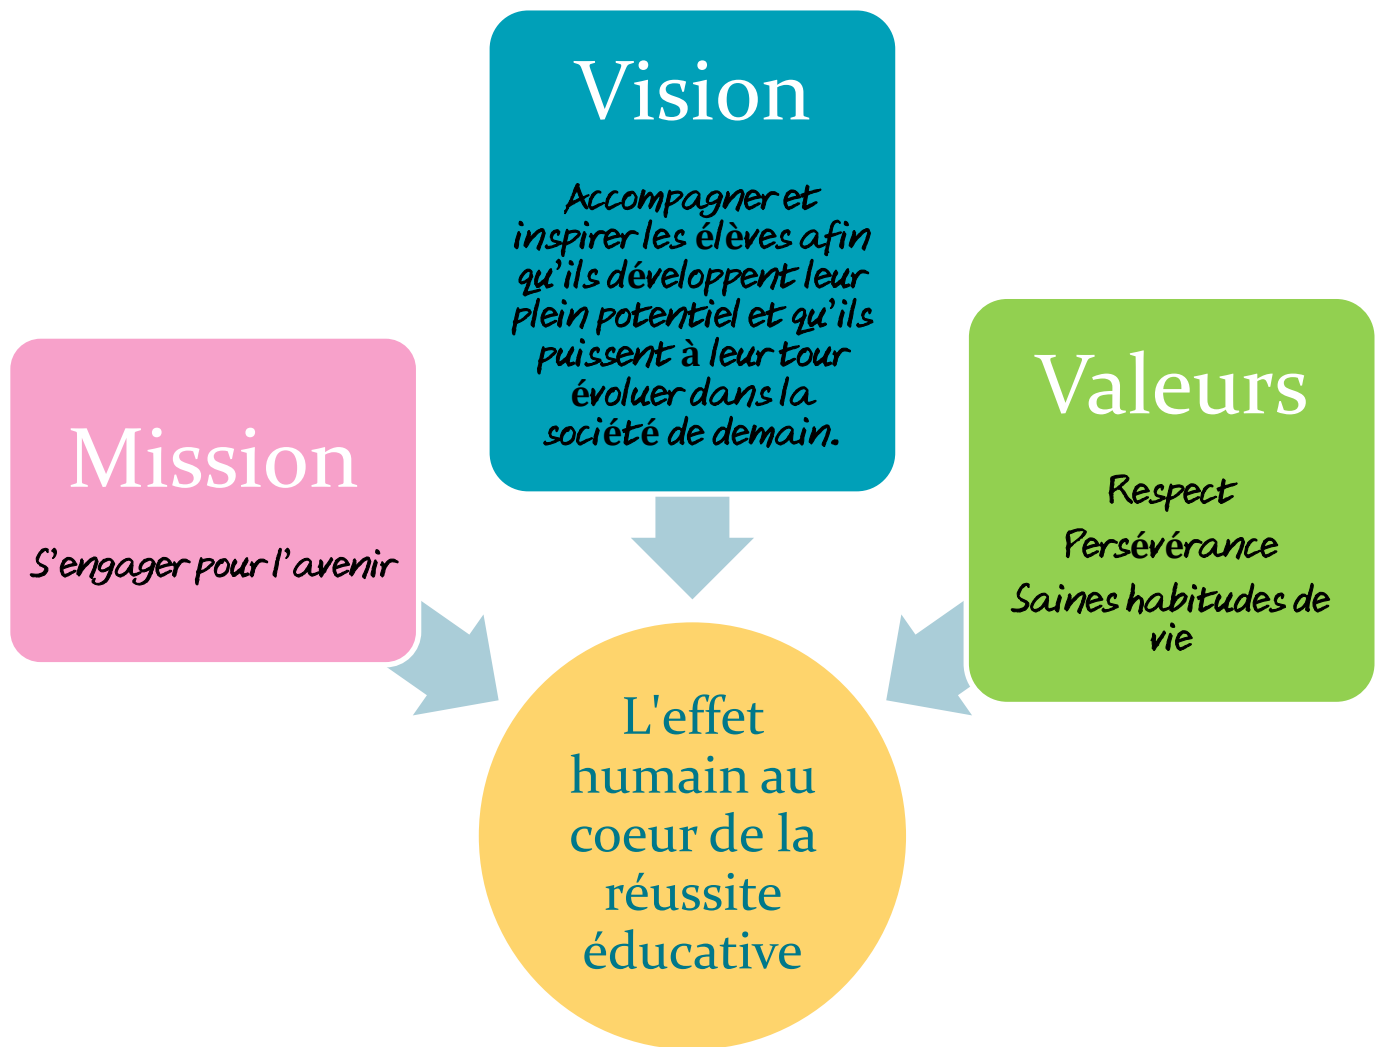 Vision
Accompagner et
inspirer les élèves afin
qu'ils développent leur
plein potentiel et qu'ils
puissent à leur tour
évoluer dans la
société de demain.
Mission
S'engager pour l'avenir
Valeurs
Respect
Persévérance
Saines habitudes de
vie
L'effet
humain au
coeur de la
réussite
éducative